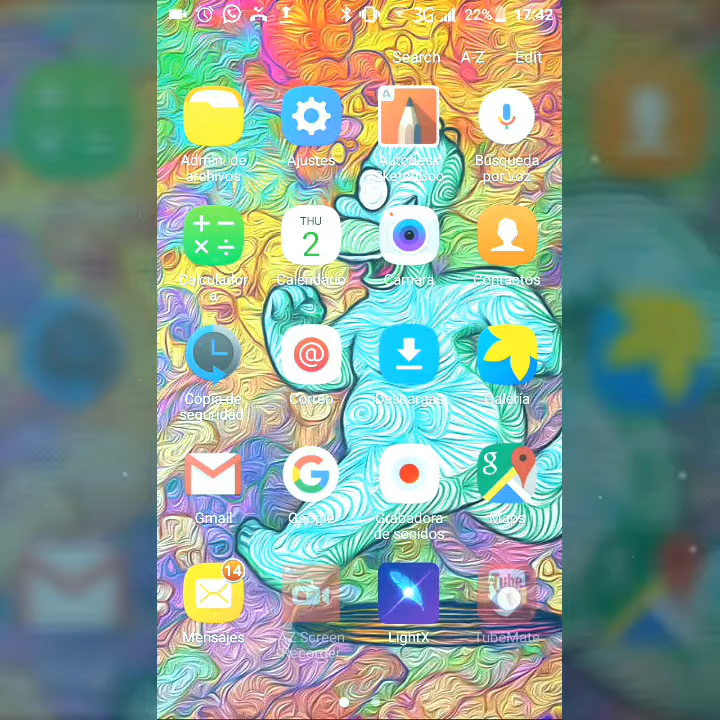 3G 22% 17:42
Search A-Z Edit
Admin. de
archivos
Ajustes
Autodesk
SketchBoo
Búsqueda
por voz
THU
2
Calculador
a
Calendario
Cámara
Contactos
Copia de
seguridad
@
Correo
Descargas
Galería
g
Gmail
Google
Grabadora
de sonidos
Maps
14
Tube
Mensajes
AZ Screen
Recorder
LightX
TubeMate